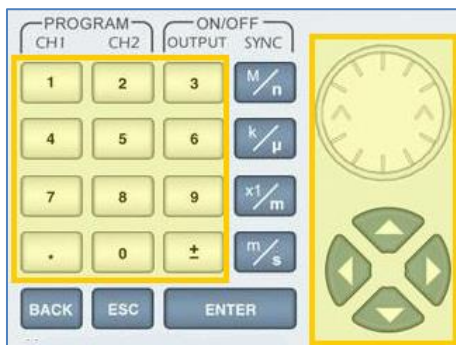 PROGRAM ON/OFF
CH1 CH2 OUTPUT SYNC
1 2 3 M/n
4 5 6 k/µ
7 8 9 x1/m
. 0 ± m/s
BACK ESC ENTER